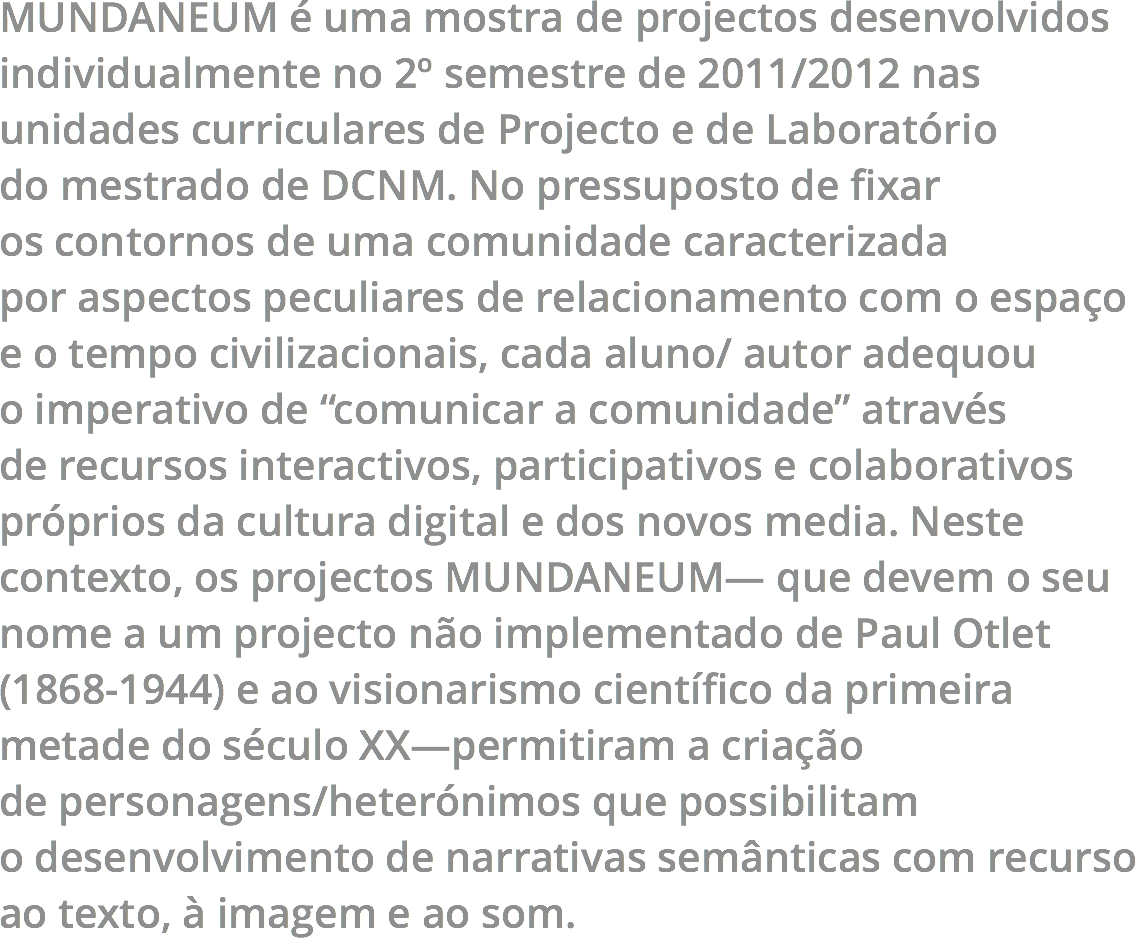 MUNDANEUM é uma mostra de projectos desenvolvidos
individualmente no 2º semestre de 2011/2012 nas
unidades curriculares de Projecto e de Laboratório
do mestrado de DCNM. No pressuposto de fixar
os contornos de uma comunidade caracterizada
por aspectos peculiares de relacionamento com o espaço
e o tempo civilizacionais, cada aluno/ autor adequou
o imperativo de “comunicar a comunidade” através
de recursos interactivos, participativos e colaborativos
próprios da cultura digital e dos novos media. Neste
contexto, os projectos MUNDANEUM— que devem o seu
nome a um projecto não implementado de Paul Otlet
(1868-1944) e ao visionarismo científico da primeira
metade do século XX—permitiram a criação
de personagens/heterónimos que possibilitam
o desenvolvimento de narrativas semânticas com recurso
ao texto, à imagem e ao som.